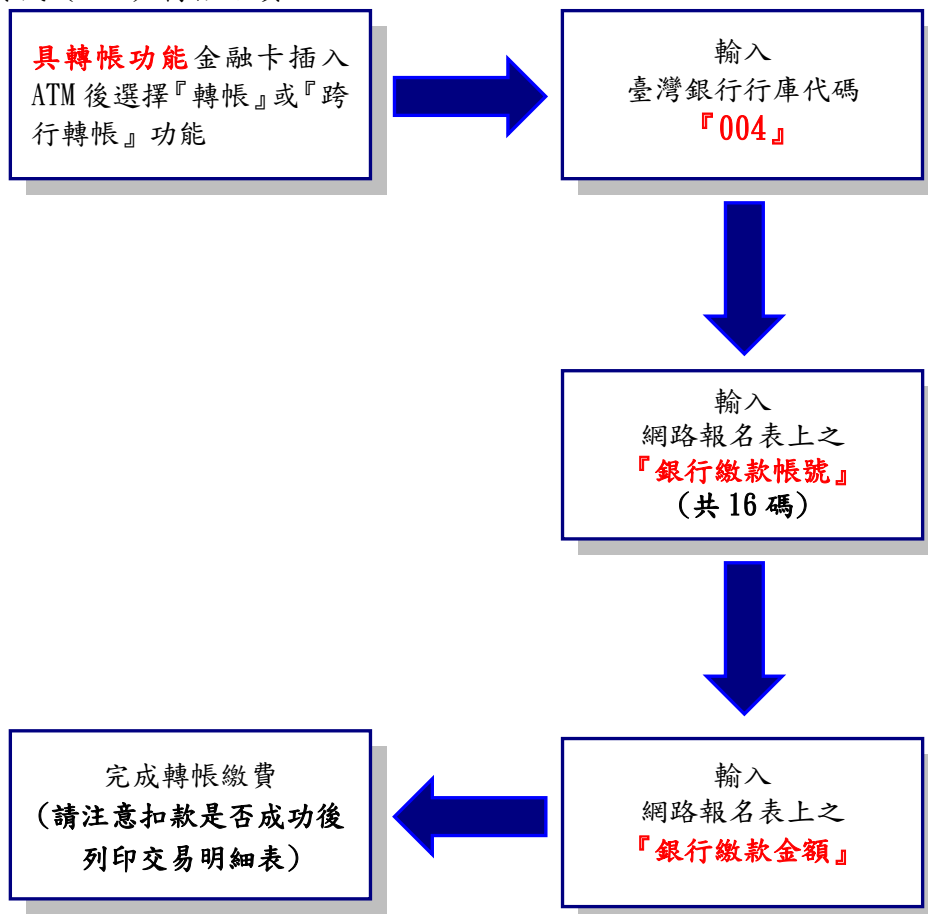 具轉帳功能金融卡插入
ATM後選擇『轉帳』或『跨
行轉帳』功能
輸入
臺灣銀行行庫代碼
『004』
輸入
網路報名表上之
『銀行繳款帳號』
(共16碼)
輸入
網路報名表上之
『銀行繳款金額』
完成轉帳繳費
(請注意扣款是否成功後
列印交易明細表)